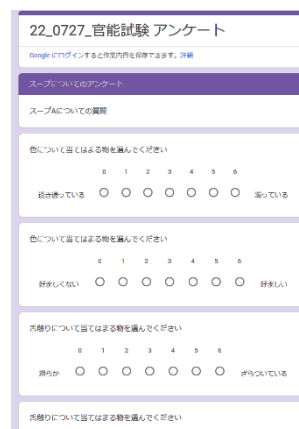 22_0727_官能試験 アンケート
Google にログインすると作業内容を保存できます。詳細
スープについてのアンケート
スープAについての質問
色について当てはまる物を選んでください
0 1 2 3 4 5 6
透き通っている 濁っている
色について当てはまる物を選んでください
0 1 2 3 4 5 6
好ましくない 好ましい
舌触りについて当てはまる物を選んでください
0 1 2 3 4 5 6
滑らか ざらついている
舌触りについて当てはまる物を選んでください